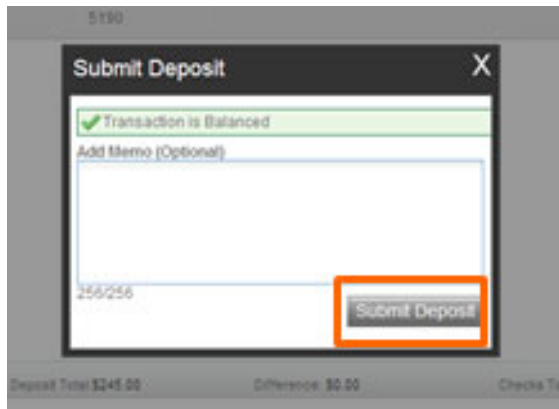 5190
Submit Deposit X
Transaction is Balanced
Add Memo (Optional)
256/256
Submit Deposit
Deposit Total $245.00 Difference: $0.00 Checks